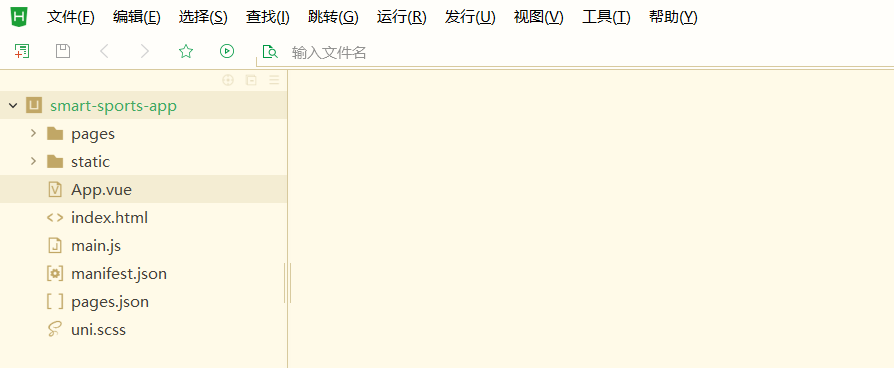 文件(F) 编辑(E) 选择(S) 查找(I) 跳转(G) 运行(R) 发行(U) 视图(V) 工具(T) 帮助(Y)
输入文件名
smart-sports-app
pages
static
App.vue
index.html
main.js
manifest.json
pages.json
uni.scss